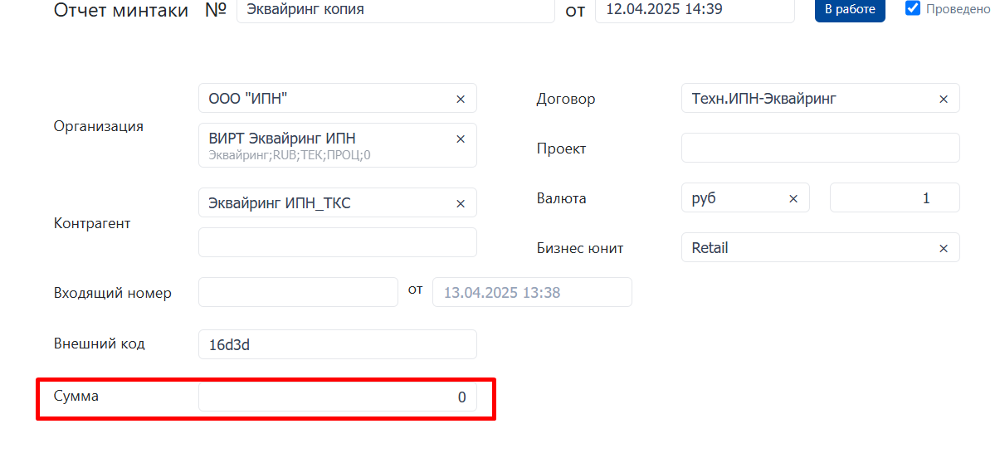 Отчет минтаки № Эквайринг копия от 12.04.2025 14:39 В работе Проведено
Организация
ООО "ИПН" ×
ВИРТ Эквайринг ИПН ×
Эквайринг;RUB;ТЕК;ПРОЦ;0
Контрагент
Эквайринг ИПН_ТКС ×
Договор
Техн.ИПН-Эквайринг ×
Проект
Валюта
руб × 1
Бизнес юнит
Retail ×
Входящий номер от 13.04.2025 13:38
Внешний код 16d3d
Сумма 0